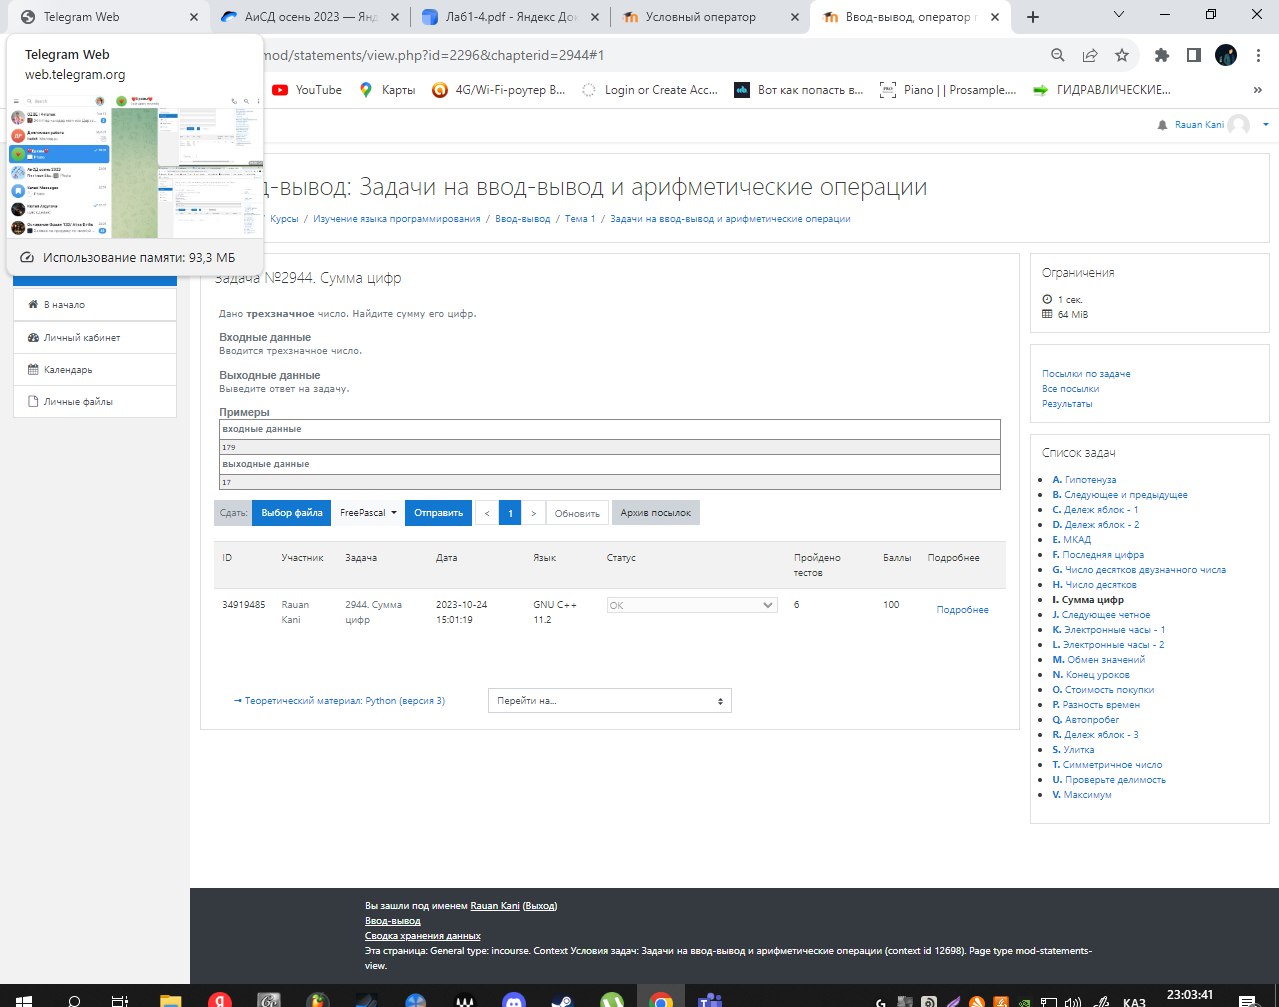 Telegram Web
АиСД осень 2023 — Янд
Лаб1-4.pdf - Яндекс До
Условный оператор
Ввод-вывод, оператор п
Telegram Web
web.telegram.org
mod/statements/view.php?id=2296&chapterid=2944#1
YouTube
Карты
4G/Wi-Fi-роутер В...
Login or Create Acc...
Вот как попасть в...
Piano | | Prosample...
ГИДРАВЛИЧЕСКИЕ...
»
Rauan Kani
Использование памяти: 93,3 МБ
д-вывод: Задачи на ввод-вывод и арифметические операции
Курсы / Изучение языка программирования / Ввод-вывод / Тема 1 / Задачи на ввод-вывод и арифметические операции
В начало
Личный кабинет
Календарь
Личные файлы
Задача №2944. Сумма цифр
Дано трехзначное число. Найдите сумму его цифр.
Входные данные
Вводится трехзначное число.
Выходные данные
Выведите ответ на задачу.
Примеры
входные данные
179
выходные данные
17
Сдать: Выбор файла FreePascal Отправить < 1 > Обновить Архив посылок
ID Участник Задача Дата Язык Статус Пройдено тестов Баллы Подробнее
34919485 Rauan Kani 2944. Сумма цифр 2023-10-24 15:01:19 GNU C++ 11.2 OK 6 100 Подробнее
→ Теоретический материал: Python (версия 3)
Перейти на...
Ограничения
1 сек.
64 MiB
Посылки по задаче
Все посылки
Результаты
Список задач
A. Гипотенуза
B. Следующее и предыдущее
C. Дележ яблок - 1
D. Дележ яблок - 2
E. МКАД
F. Последняя цифра
G. Число десятков двузначного числа
H. Число десятков
I. Сумма цифр
J. Следующее четное
K. Электронные часы - 1
L. Электронные часы - 2
M. Обмен значений
N. Конец уроков
O. Стоимость покупки
P. Разность времен
Q. Автопробег
R. Дележ яблок - 3
S. Улитка
T. Симметричное число
U. Проверьте делимость
V. Максимум
Вы зашли под именем Rauan Kani (Выход)
Ввод-вывод
Сводка хранения данных
Эта страница: General type: incourse. Context Условия задач: Задачи на ввод-вывод и арифметические операции (context id 12698). Page type mod-statements-
view.
КАЗ
23:03:41